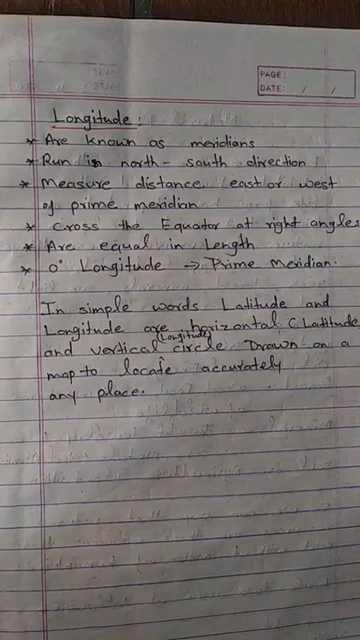 PAGE:
DATE: / /
Longitude:
* Are known as meridians
* Run in north-south direction
* Measure distance east or west
of prime meridian
* Cross the Equator at right angles
* Are equal in Length
* 0° Longitude → Prime Meridian.
In simple words Latitude and
Longitude are horizontal (Latitude
and vertical (Longitude) circle Drawn on a
map to locate accurately
any place.